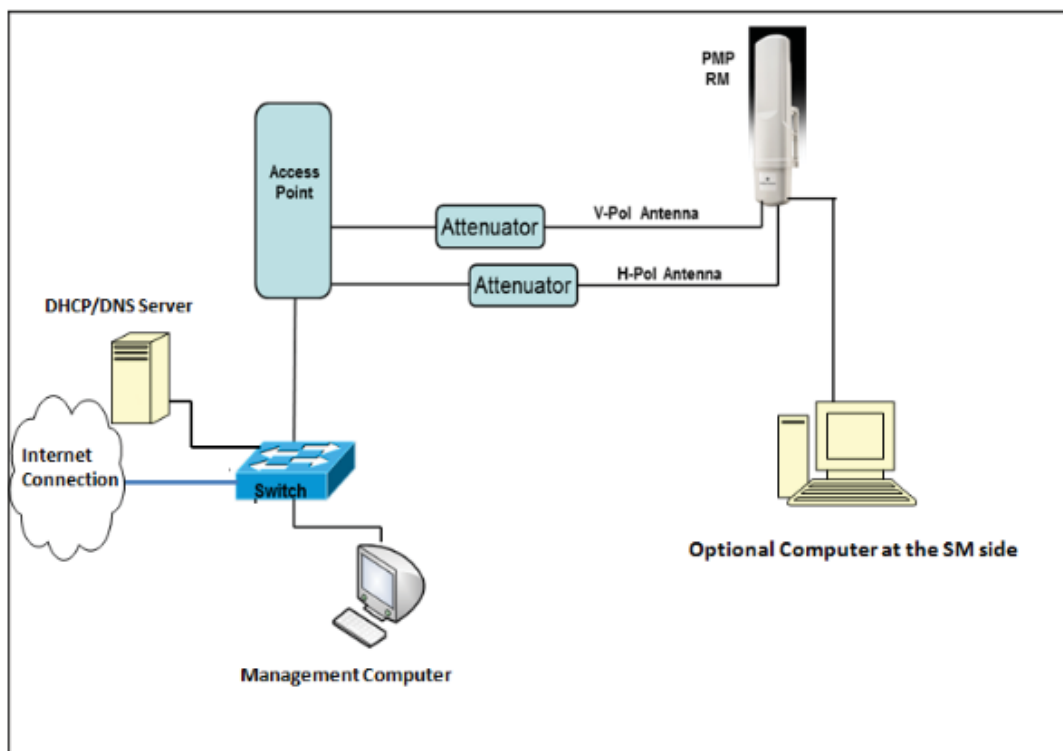 PMP
RM
Access
Point
Attenuator
V-Pol Antenna
Attenuator
H-Pol Antenna
DHCP/DNS Server
Internet
Connection
Switch
Optional Computer at the SM side
Management Computer